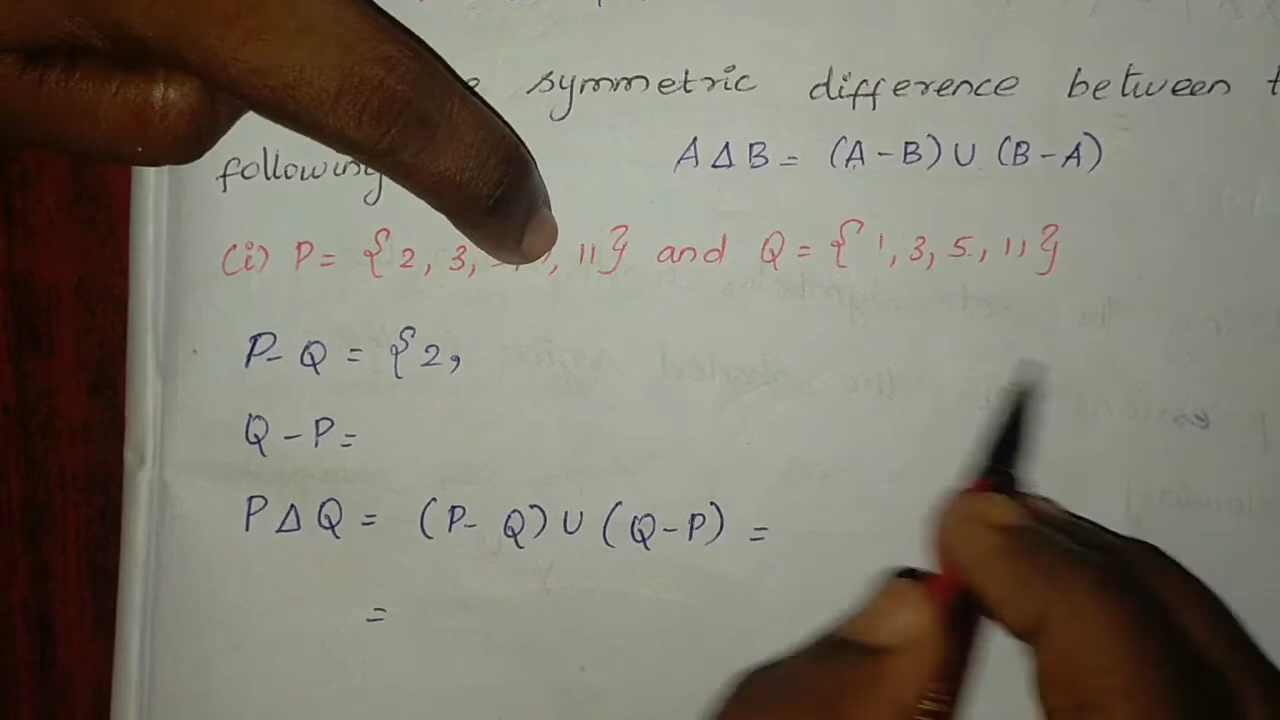 symmetric difference between
following A Δ B = (A - B) ∪ (B - A)
(i) P = { 2, 3, , 11} and Q = { 1, 3, 5, 11 }
P - Q = { 2,
Q - P =
P Δ Q = (P - Q) ∪ (Q - P) =
=